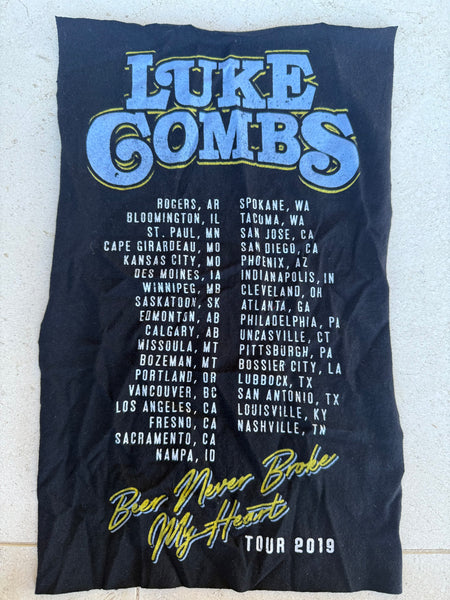 LUKE
COMBS
ROGERS, AR
BLOOMINGTON, IL
ST. PAUL, MN
CAPE GIRARDEAU, MO
KANSAS CITY, MO
DES MOINES, IA
WINNIPEG, MB
SASKATOON, SK
EDMONTON, AB
CALGARY, AB
MISSOULA, MT
BOZEMAN, MT
PORTLAND, OR
VANCOUVER, BC
LOS ANGELES, CA
FRESNO, CA
SACRAMENTO, CA
NAMPA, ID
SPOKANE, WA
TACOMA, WA
SAN JOSE, CA
SAN DIEGO, CA
PHOENIX, AZ
INDIANAPOLIS, IN
CLEVELAND, OH
ATLANTA, GA
PHILADELPHIA, PA
UNCASVILLE, CT
PITTSBURGH, PA
BOSSIER CITY, LA
LUBBOCK, TX
SAN ANTONIO, TX
LOUISVILLE, KY
NASHVILLE, TN
Beer Never Broke
My Heart
TOUR 2019